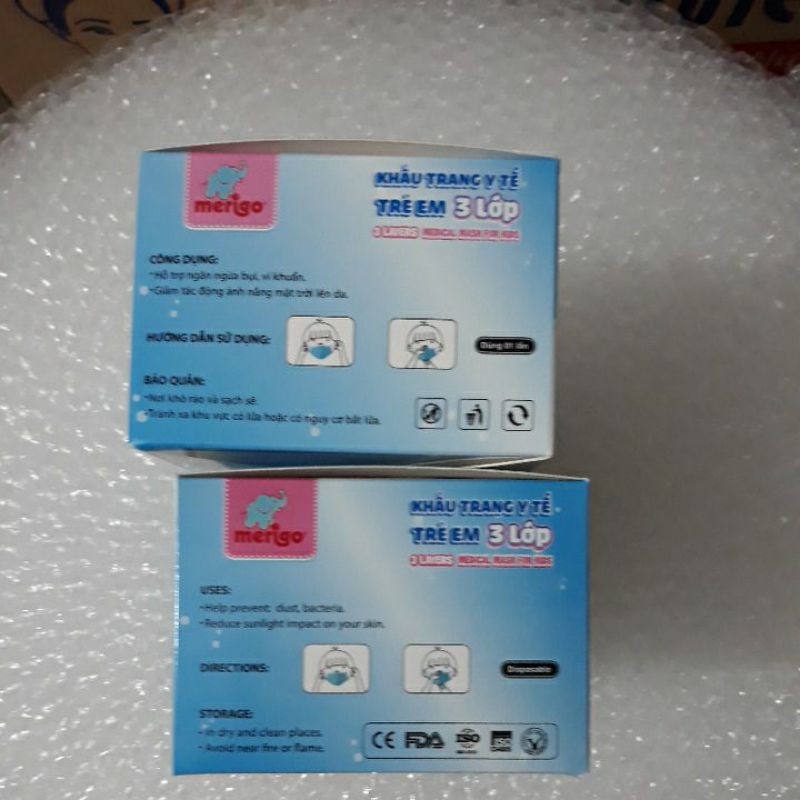 merigo
KHẨU TRANG Y TẾ
TRẺ EM 3 Lớp
3 LAYERS MEDICAL MASK FOR KIDS
CÔNG DỤNG:
•Hỗ trợ ngăn ngừa bụi, vi khuẩn.
•Giảm tác động ánh nắng mặt trời lên da.
HƯỚNG DẪN SỬ DỤNG:
Dùng 01 lần
BẢO QUẢN:
•Nơi khô ráo và sạch sẽ.
•Tránh xa khu vực có lửa hoặc có nguy cơ bắt lửa.
merigo
KHẨU TRANG Y TẾ
TRẺ EM 3 Lớp
3 LAYERS MEDICAL MASK FOR KIDS
USES:
•Help prevent: dust, bacteria.
•Reduce sunlight impact on your skin.
DIRECTIONS:
Disposable
STORAGE:
•In dry and clean places.
•Avoid near fire or flame.
CE FDA ISO